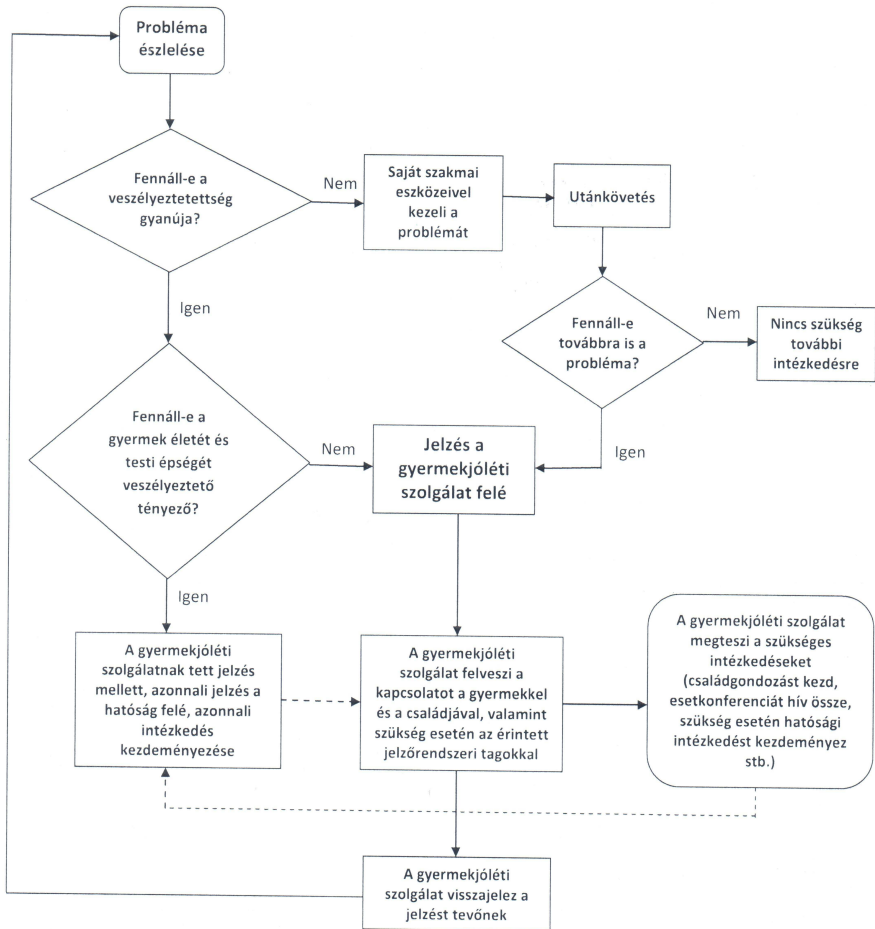 Probléma
észlelése
Fennáll-e a
veszélyeztetettség
gyanúja?
Nem
Saját szakmai
eszközeivel
kezeli a
problémát
Utánkövetés
Igen
Fennáll-e
továbbra is a
probléma?
Nem
Nincs szükség
további
intézkedésre
Fennáll-e a
gyermek életét és
testi épségét
veszélyeztető
tényező?
Nem
Jelzés a
gyermekjóléti
szolgálat felé
Igen
Igen
A gyermekjóléti
szolgálatnak tett jelzés
mellett, azonnali jelzés a
hatóság felé, azonnali
intézkedés
kezdeményezése
A gyermekjóléti
szolgálat felveszi a
kapcsolatot a gyermekkel
és a családjával, valamint
szükség esetén az érintett
jelzőrendszeri tagokkal
A gyermekjóléti szolgálat
megteszi a szükséges
intézkedéseket
(családgondozást kezd,
esetkonferenciát hív össze,
szükség esetén hatósági
intézkedést kezdeményez
stb.)
A gyermekjóléti
szolgálat visszajelez a
jelzést tevőnek